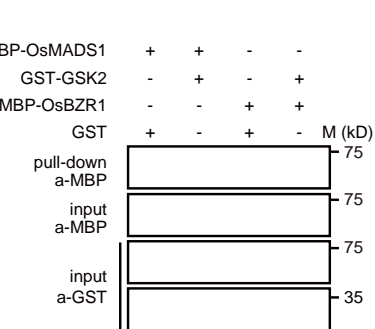 BP-OsMADS1 + + - -
GST-GSK2 - + - +
MBP-OsBZR1 - - + +
GST + - + - M (kD)
pull-down
a-MBP
75
input
a-MBP
75
75
input
a-GST
35